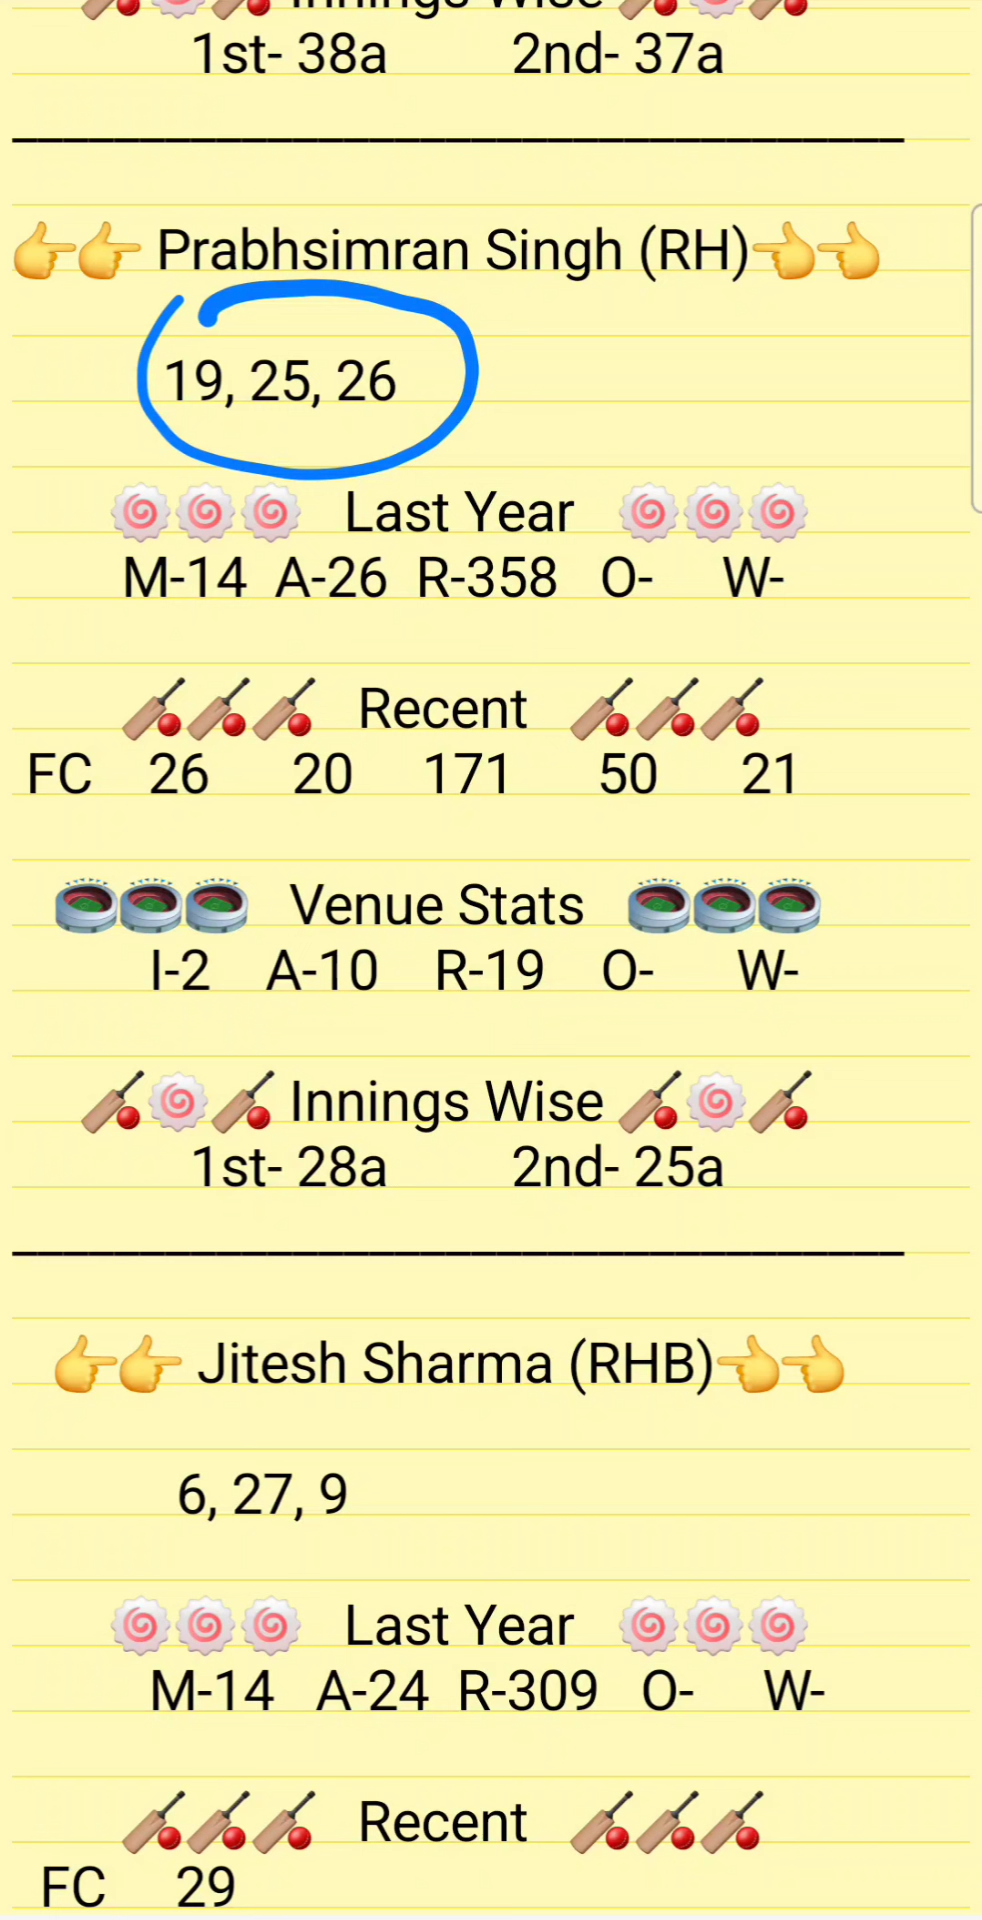 Innings Wise
1st- 38a 2nd- 37a
Prabhsimran Singh (RH)
19, 25, 26
Last Year
M-14 A-26 R-358 O- W-
Recent
FC 26 20 171 50 21
Venue Stats
I-2 A-10 R-19 O- W-
Innings Wise
1st- 28a 2nd- 25a
Jitesh Sharma (RHB)
6, 27, 9
Last Year
M-14 A-24 R-309 O- W-
Recent
FC 29